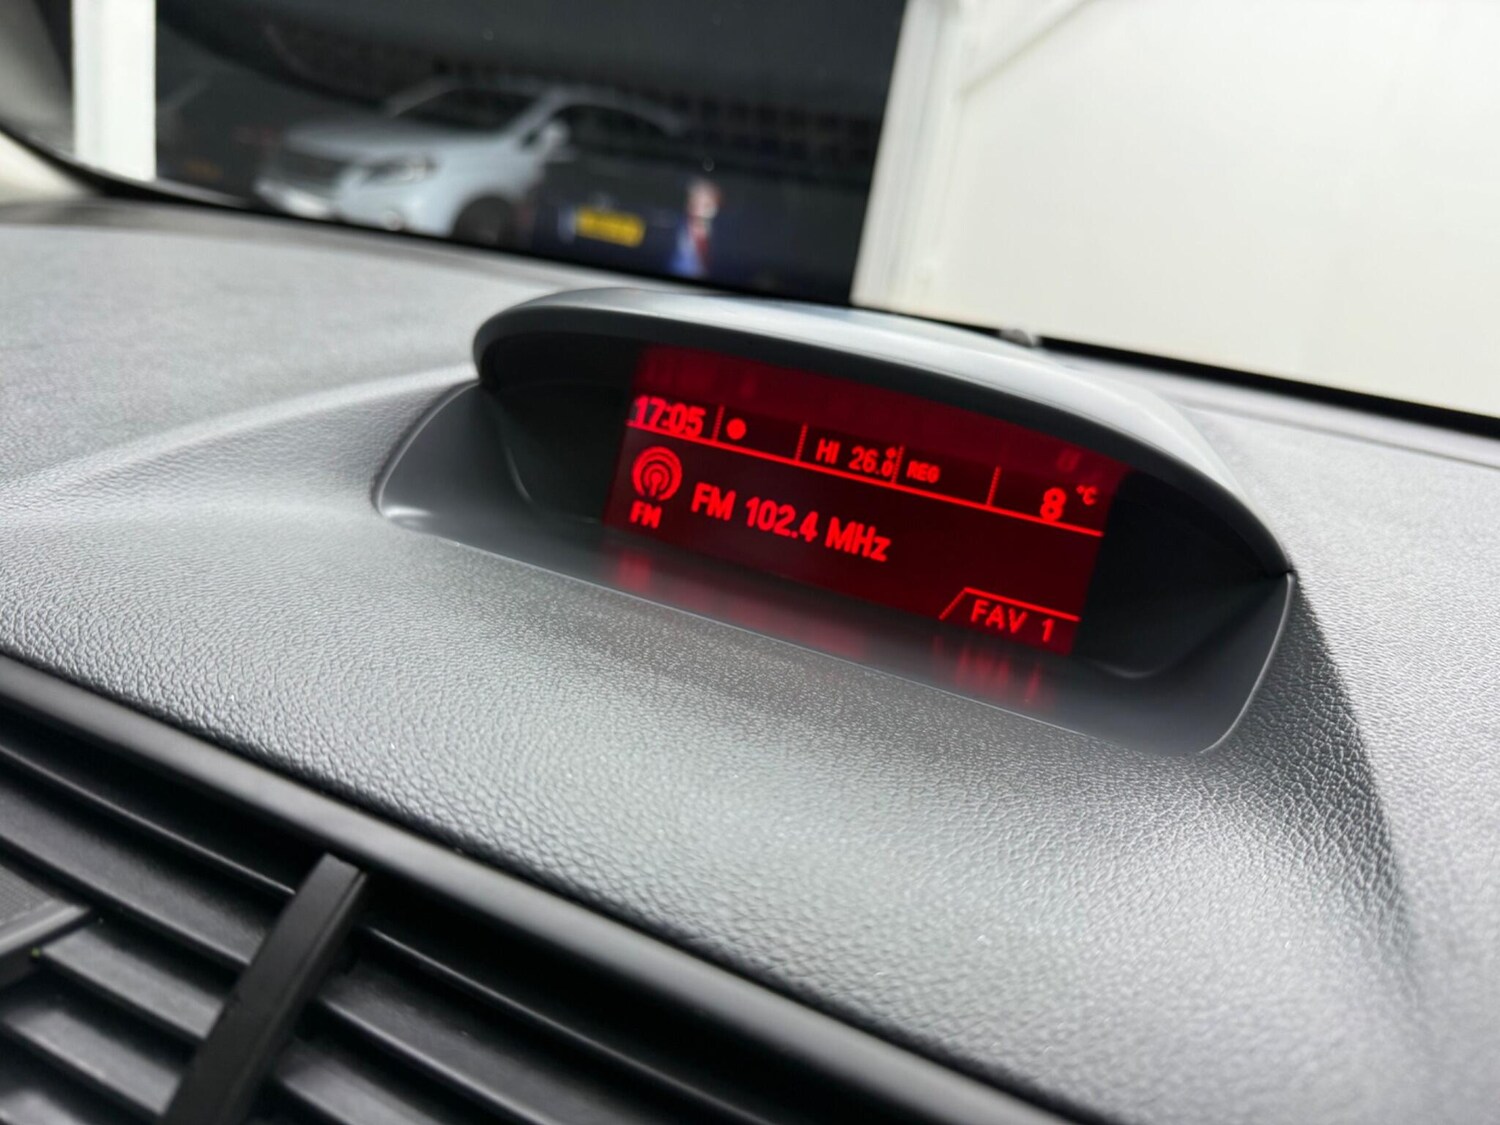 17:05 HI 26.0° REG 8 °C
FM 102.4 MHz
FM
FAV 1